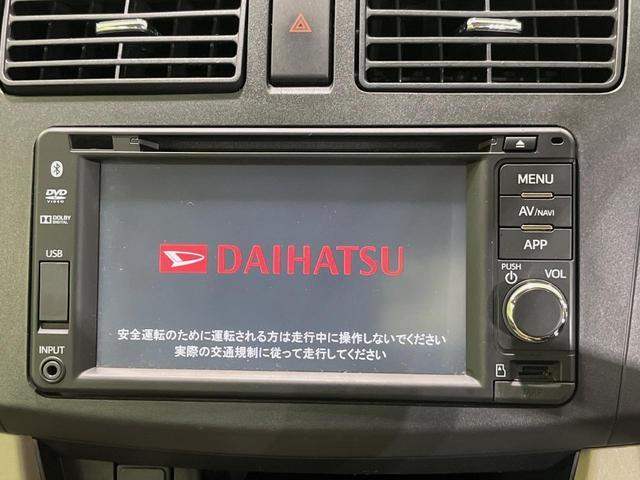 MENU
DVD
VIDEO
DOLBY
DIGITAL
AV/NAVI
APP
USB
DAIHATSU
PUSH
VOL
安全運転のために運転される方は走行中に操作しないでください
実際の交通規制に従って走行してください
INPUT